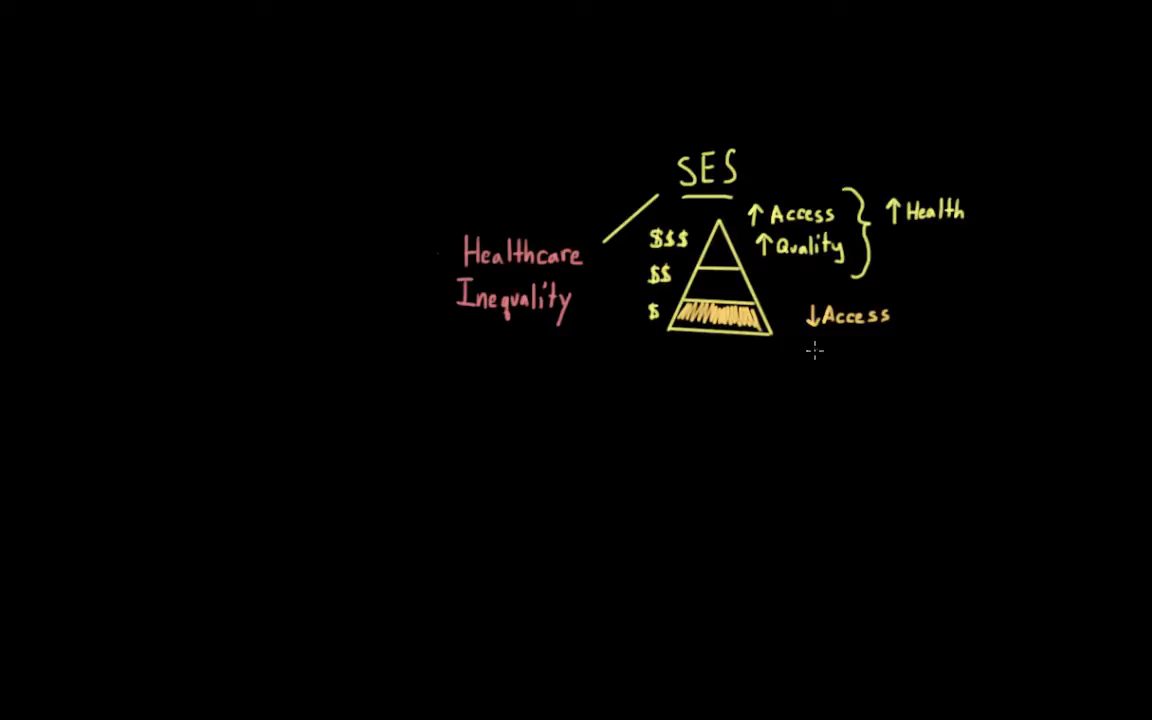 SES
↑ Access
↑ Quality
↑ Health
Healthcare
Inequality
$$$
$$
$
↓ Access